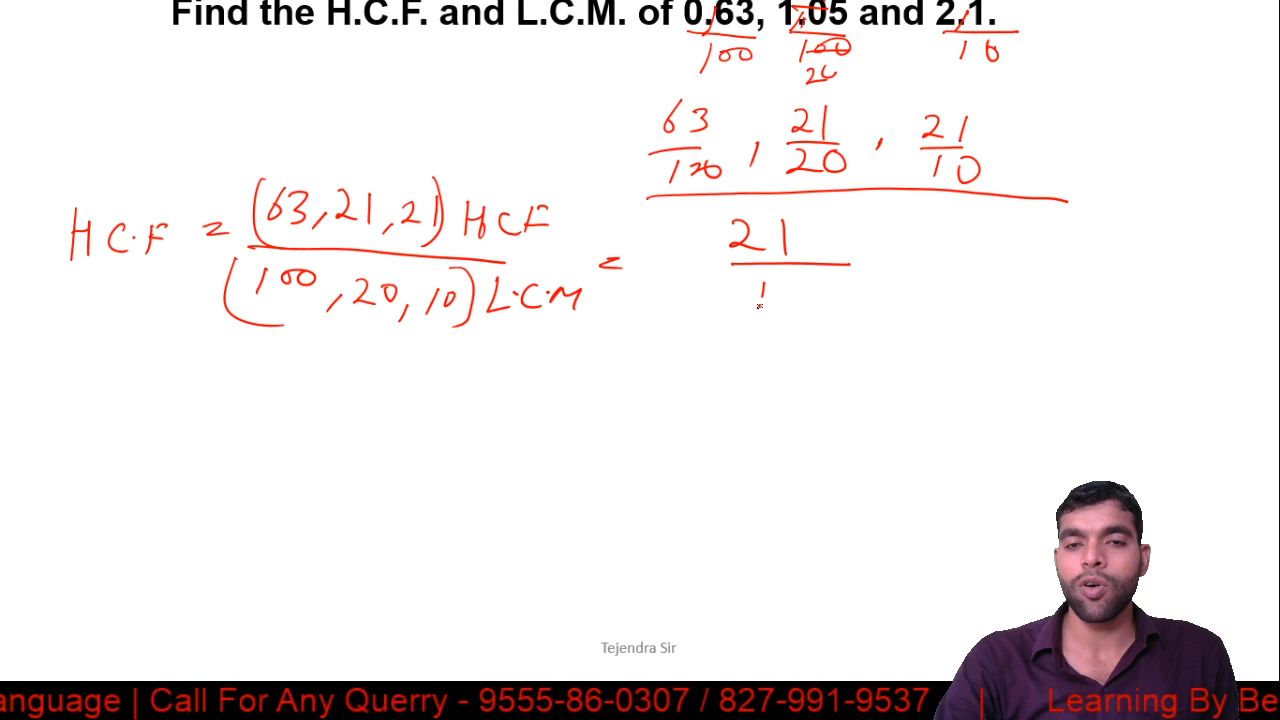 Find the H.C.F. and L.C.M. of 0.63, 1.05 and 2.1.
100 100 10
20
63/100 , 21/20 , 21/10
H C.F = (63,21,21) H C F / (100,20,10) L.C.M = 21/1
Tejendra Sir
anguage | Call For Any Querry - 9555-86-0307 / 827-991-9537 | Learning By Be